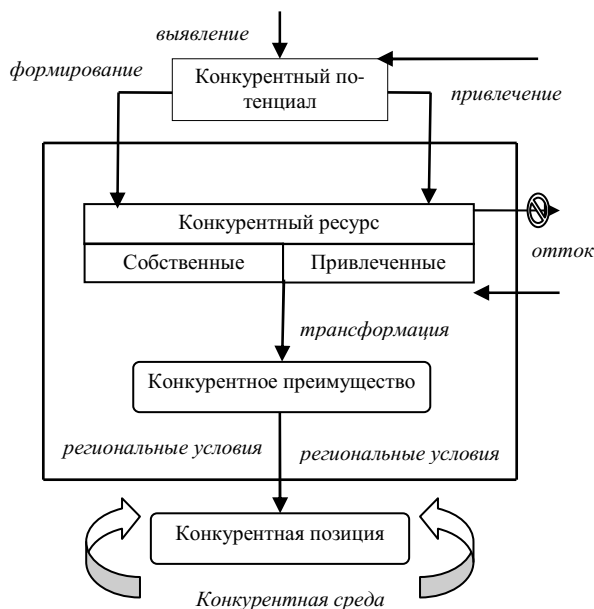 выявление
формирование
Конкурентный по-
тенциал
привлечение
Конкурентный ресурс
Собственные
Привлеченные
отток
трансформация
Конкурентное преимущество
региональные условия
региональные условия
Конкурентная позиция
Конкурентная среда